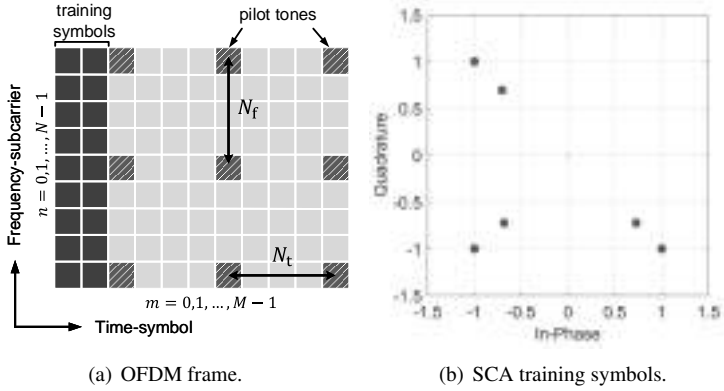 training
symbols
pilot tones
N_f
N_t
Frequency-subcarrier
n = 0,1, ..., N − 1
m = 0,1, ..., M − 1
Time-symbol
(a) OFDM frame.
1.5
1
0.5
0
-0.5
-1
-1.5
Quadrature
-1.5 -1 -0.5 0 0.5 1 1.5
In-Phase
(b) SCA training symbols.